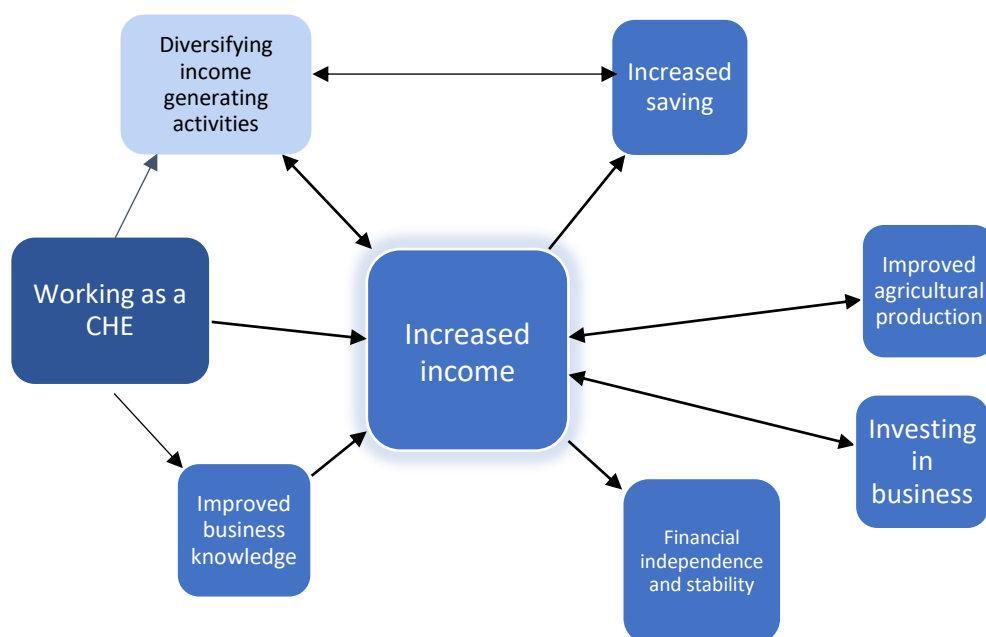 Diversifying
income
generating
activities
Increased
saving
Working as a
CHE
Increased
income
Improved
agricultural
production
Investing
in
business
Improved
business
knowledge
Financial
independence
and stability